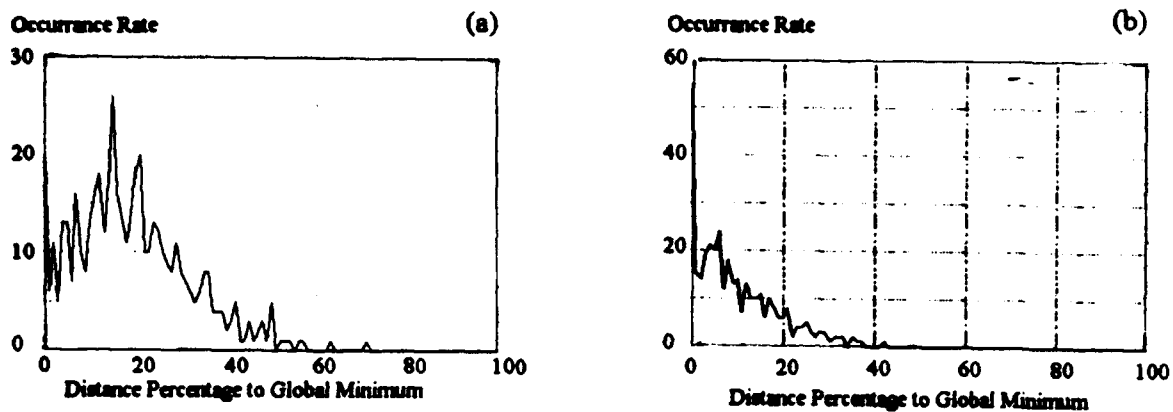 Occurrance Rate (a)
30
20
10
0
0 20 40 60 80 100
Distance Percentage to Global Minimum
Occurrance Rate (b)
60
40
20
0
0 20 40 60 80 100
Distance Percentage to Global Minimum